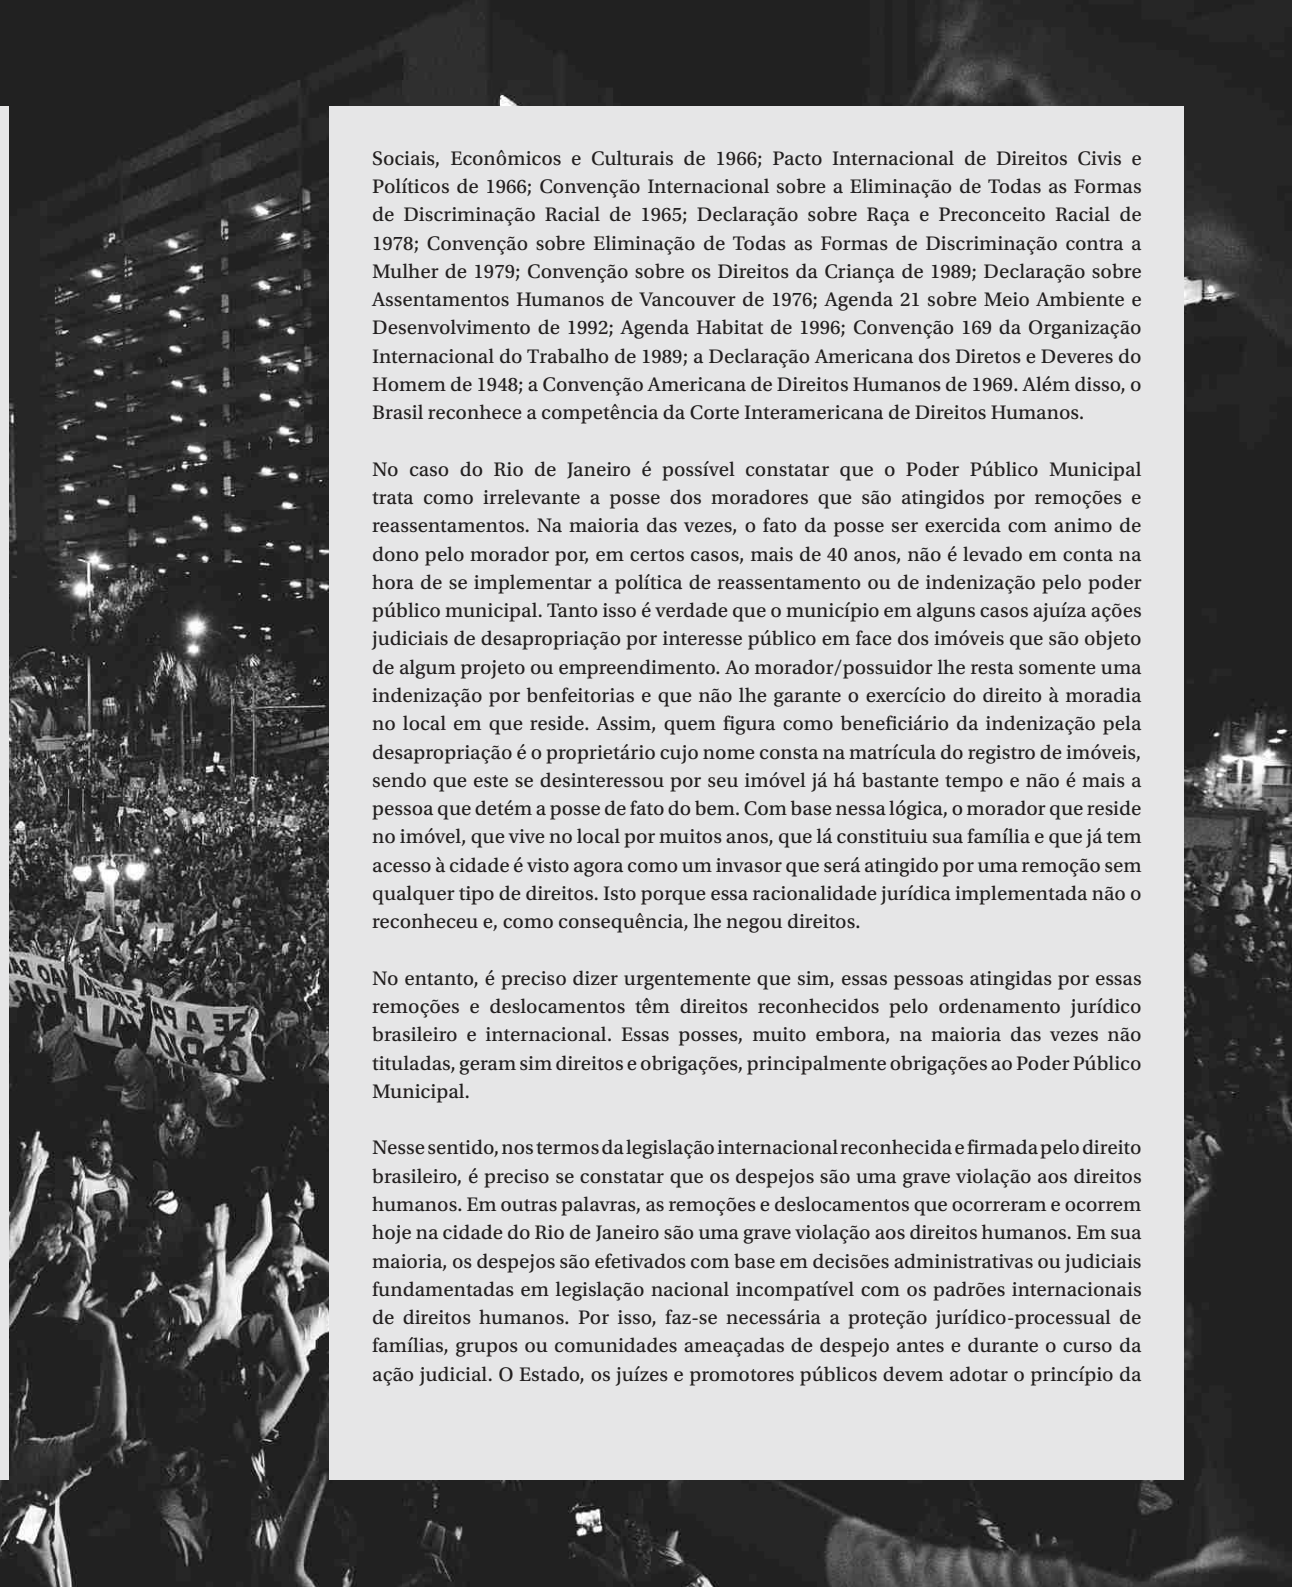 Sociais, Econômicos e Culturais de 1966; Pacto Internacional de Direitos Civis e
Políticos de 1966; Convenção Internacional sobre a Eliminação de Todas as Formas
de Discriminação Racial de 1965; Declaração sobre Raça e Preconceito Racial de
1978; Convenção sobre Eliminação de Todas as Formas de Discriminação contra a
Mulher de 1979; Convenção sobre os Direitos da Criança de 1989; Declaração sobre
Assentamentos Humanos de Vancouver de 1976; Agenda 21 sobre Meio Ambiente e
Desenvolvimento de 1992; Agenda Habitat de 1996; Convenção 169 da Organização
Internacional do Trabalho de 1989; a Declaração Americana dos Diretos e Deveres do
Homem de 1948; a Convenção Americana de Direitos Humanos de 1969. Além disso, o
Brasil reconhece a competência da Corte Interamericana de Direitos Humanos.
No caso do Rio de Janeiro é possível constatar que o Poder Público Municipal
trata como irrelevante a posse dos moradores que são atingidos por remoções e
reassentamentos. Na maioria das vezes, o fato da posse ser exercida com animo de
dono pelo morador por, em certos casos, mais de 40 anos, não é levado em conta na
hora de se implementar a política de reassentamento ou de indenização pelo poder
público municipal. Tanto isso é verdade que o município em alguns casos ajuíza ações
judiciais de desapropriação por interesse público em face dos imóveis que são objeto
de algum projeto ou empreendimento. Ao morador/possuidor lhe resta somente uma
indenização por benfeitorias e que não lhe garante o exercício do direito à moradia
no local em que reside. Assim, quem figura como beneficiário da indenização pela
desapropriação é o proprietário cujo nome consta na matrícula do registro de imóveis,
sendo que este se desinteressou por seu imóvel já há bastante tempo e não é mais a
pessoa que detém a posse de fato do bem. Com base nessa lógica, o morador que reside
no imóvel, que vive no local por muitos anos, que lá constituiu sua família e que já tem
acesso à cidade é visto agora como um invasor que será atingido por uma remoção sem
qualquer tipo de direitos. Isto porque essa racionalidade jurídica implementada não o
reconheceu e, como consequência, lhe negou direitos.
No entanto, é preciso dizer urgentemente que sim, essas pessoas atingidas por essas
remoções e deslocamentos têm direitos reconhecidos pelo ordenamento jurídico
brasileiro e internacional. Essas posses, muito embora, na maioria das vezes não
tituladas, geram sim direitos e obrigações, principalmente obrigações ao Poder Público
Municipal.
Nesse sentido, nos termos da legislação internacional reconhecida e firmada pelo direito
brasileiro, é preciso se constatar que os despejos são uma grave violação aos direitos
humanos. Em outras palavras, as remoções e deslocamentos que ocorreram e ocorrem
hoje na cidade do Rio de Janeiro são uma grave violação aos direitos humanos. Em sua
maioria, os despejos são efetivados com base em decisões administrativas ou judiciais
fundamentadas em legislação nacional incompatível com os padrões internacionais
de direitos humanos. Por isso, faz-se necessária a proteção jurídico-processual de
famílias, grupos ou comunidades ameaçadas de despejo antes e durante o curso da
ação judicial. O Estado, os juízes e promotores públicos devem adotar o princípio da
SE A PA